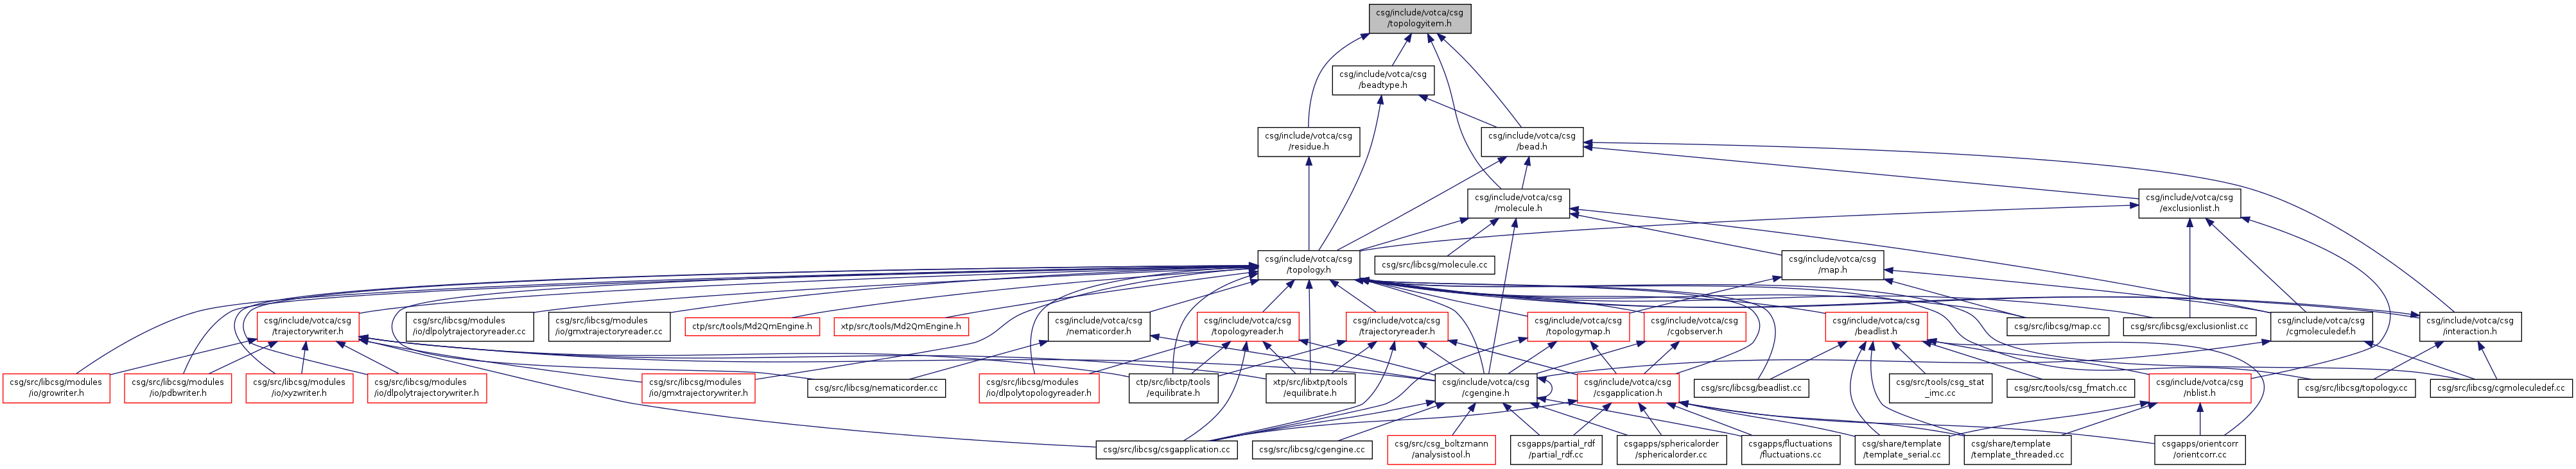 csg/include/votca/csg
/topologyitem.h
csg/include/votca/csg
/beadtype.h
csg/include/votca/csg
/residue.h
csg/include/votca/csg
/bead.h
csg/include/votca/csg
/molecule.h
csg/include/votca/csg
/exclusionlist.h
csg/include/votca/csg
/topology.h
csg/src/libcsg/molecule.cc
csg/include/votca/csg
/map.h
csg/include/votca/csg
/trajectorywriter.h
csg/src/libcsg/modules
/io/dlpolytrajectoryreader.cc
csg/src/libcsg/modules
/io/gmxtrajectoryreader.cc
ctp/src/tools/Md2QmEngine.h
xtp/src/tools/Md2QmEngine.h
csg/include/votca/csg
/nematicorder.h
csg/include/votca/csg
/topologyreader.h
csg/include/votca/csg
/trajectoryreader.h
csg/include/votca/csg
/topologymap.h
csg/include/votca/csg
/cgobserver.h
csg/include/votca/csg
/beadlist.h
csg/src/libcsg/map.cc
csg/src/libcsg/exclusionlist.cc
csg/include/votca/csg
/cgmoleculedef.h
csg/include/votca/csg
/interaction.h
csg/src/libcsg/modules
/io/growriter.h
csg/src/libcsg/modules
/io/pdbwriter.h
csg/src/libcsg/modules
/io/xyzwriter.h
csg/src/libcsg/modules
/io/dlpolytrajectorywriter.h
csg/src/libcsg/modules
/io/gmxtrajectorywriter.h
csg/src/libcsg/nematicorder.cc
csg/src/libcsg/modules
/io/dlpolytopologyreader.h
ctp/src/libctp/tools
/equilibrate.h
xtp/src/libxtp/tools
/equilibrate.h
csg/include/votca/csg
/cgengine.h
csg/include/votca/csg
/csgapplication.h
csg/src/libcsg/beadlist.cc
csg/src/tools/csg_stat
_imc.cc
csg/src/tools/csg_fmatch.cc
csg/include/votca/csg
/nblist.h
csg/src/libcsg/topology.cc
csg/src/libcsg/cgmoleculedef.cc
csg/src/libcsg/csgapplication.cc
csg/src/libcsg/cgengine.cc
csg/src/csg_boltzmann
/analysistool.h
csgapps/partial_rdf
/partial_rdf.cc
csgapps/sphericalorder
/sphericalorder.cc
csgapps/fluctuations
/fluctuations.cc
csg/share/template
/template_serial.cc
csg/share/template
/template_threaded.cc
csgapps/orientcorr
/orientcorr.cc